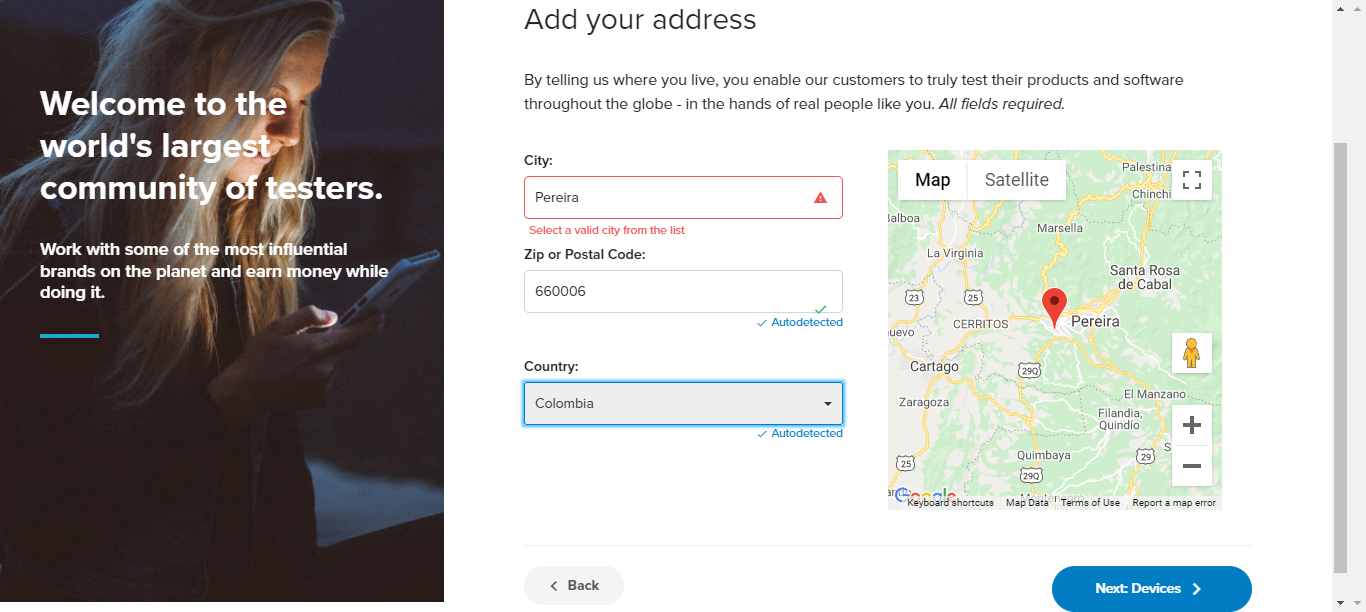 Add your address
Welcome to the
world's largest
community of testers.
Work with some of the most influential
brands on the planet and earn money while
doing it.
By telling us where you live, you enable our customers to truly test their products and software
throughout the globe - in the hands of real people like you. All fields required.
City:
Pereira
Select a valid city from the list
Zip or Postal Code:
660006
Autodetected
Country:
Colombia
Autodetected
Map
Satellite
Palestina
Chinchi
Balboa
Marsella
La Virginia
Santa Rosa
de Cabal
23
25
CERRITOS
Pereira
uevo
Cartago
29Q
Zaragoza
El Manzano
Filandia,
Quindío
S
Quimbaya
29
25
29Q
Montenegro
Google
Keyboard shortcuts
Map Data
Terms of Use
Report a map error
Back
Next: Devices